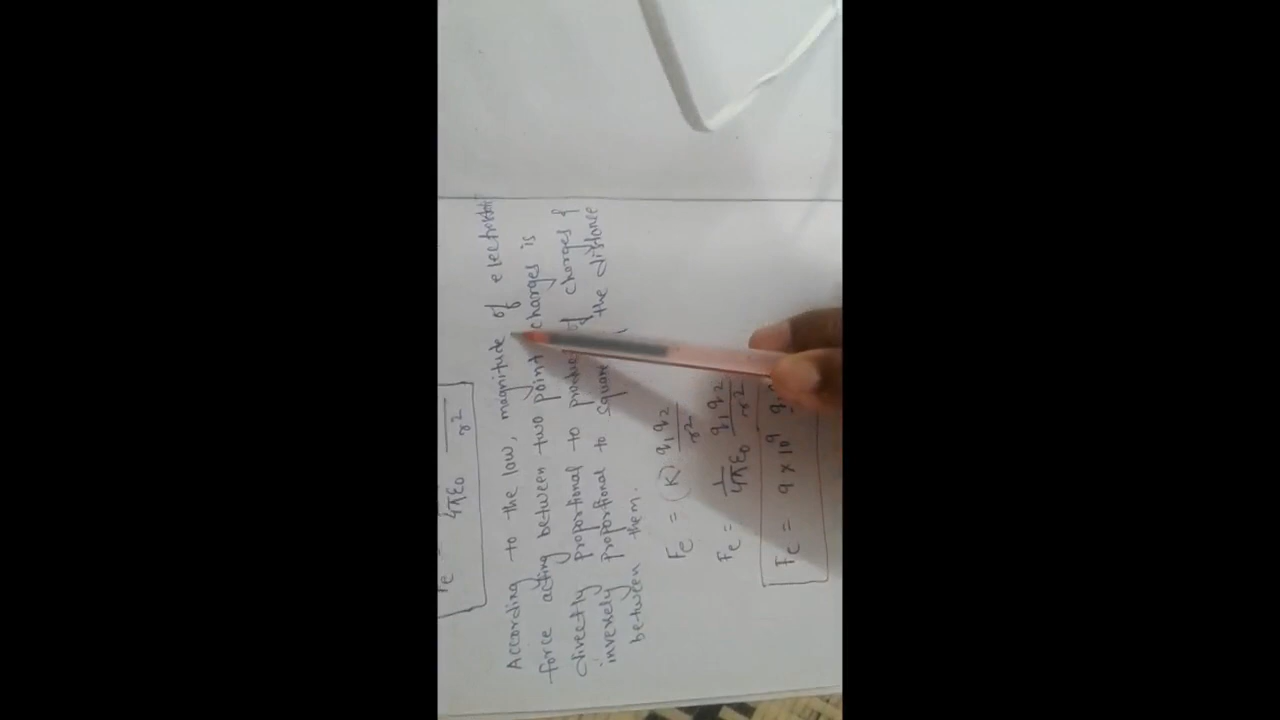 Fe = 1/4πε0 r²
According to the law, magnitude of electrostatic
force acting between two point charges is
directly proportional to product of charges &
inversely proportional to square the distance
between them.
Fe = (K) q1q2/r²
Fe = 1/4πε0 q1q2/r²
Fe = 9 × 10⁹